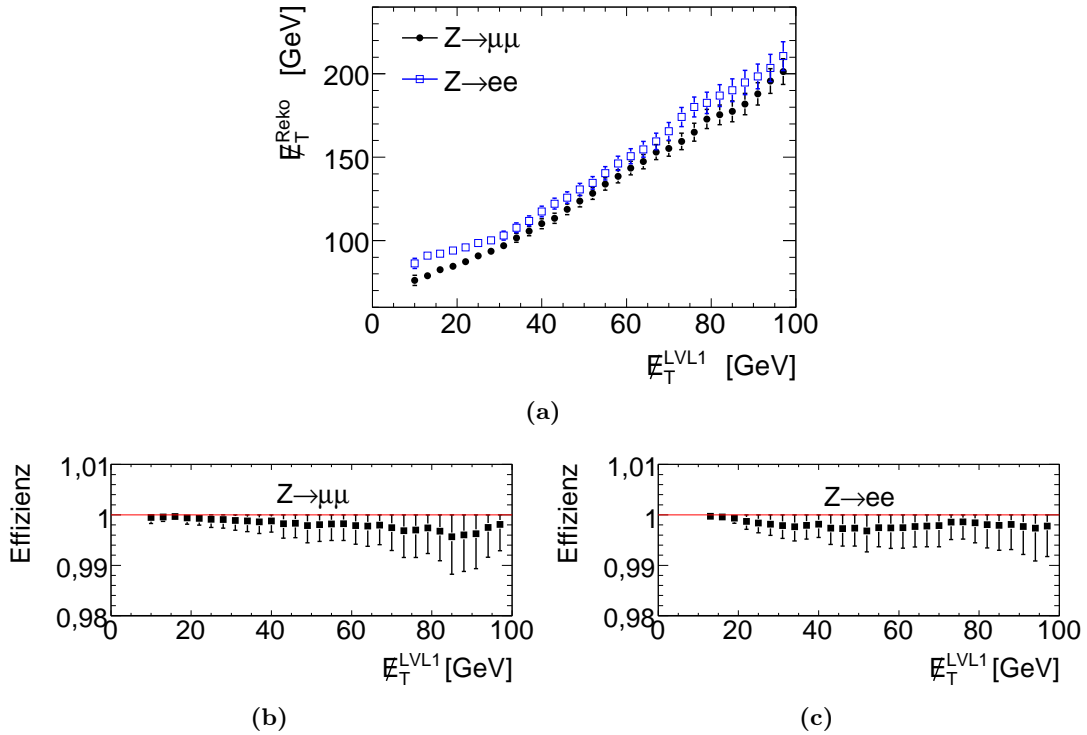 E̸_T^Reko [GeV]
200
150
100
Z→μμ
Z→ee
0 20 40 60 80 100
E̸_T^LVL1 [GeV]
(a)
Effizienz
1,01
1
0,99
0,98
Z→μμ
0 20 40 60 80 100
E̸_T^LVL1 [GeV]
(b)
Effizienz
1,01
1
0,99
0,98
Z→ee
0 20 40 60 80 100
E̸_T^LVL1 [GeV]
(c)